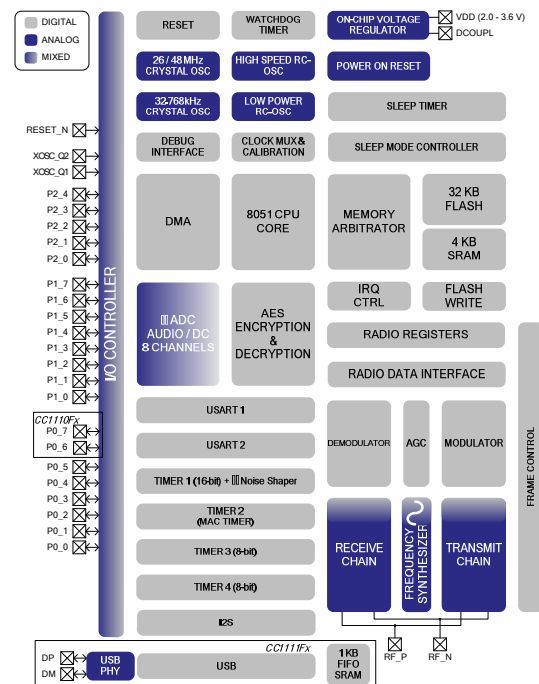 DIGITAL
ANALOG
MIXED
RESET
WATCHDOG
TIMER
ON-CHIP VOLTAGE
REGULATOR
VDD (2.0 - 3.6 V)
DCOUPL
26 / 48 MHz
CRYSTAL OSC
HIGH SPEED RC-
OSC
POWER ON RESET
32.768 kHz
CRYSTAL OSC
LOW POWER
RC-OSC
SLEEP TIMER
RESET_N
XOSC_Q2
XOSC_Q1
DEBUG
INTERFACE
CLOCK MUX &
CALIBRATION
SLEEP MODE CONTROLLER
P2_4
P2_3
P2_2
P2_1
P2_0
DMA
8051 CPU
CORE
MEMORY
ARBITRATOR
32 KB
FLASH
4 KB
SRAM
I/O CONTROLLER
P1_7
P1_6
P1_5
P1_4
P1_3
P1_2
P1_1
P1_0
ADC
AUDIO / DC
8 CHANNELS
AES
ENCRYPTION
&
DECRYPTION
IRQ
CTRL
FLASH
WRITE
RADIO REGISTERS
RADIO DATA INTERFACE
CC1110Fx
P0_7
P0_6
P0_5
P0_4
P0_3
P0_2
P0_1
P0_0
USART 1
USART 2
TIMER 1 (16-bit) + Noise Shaper
TIMER 2
(MAC TIMER)
TIMER 3 (8-bit)
TIMER 4 (8-bit)
I2S
DEMODULATOR
AGC
MODULATOR
FRAME CONTROL
RECEIVE
CHAIN
FREQUENCY
SYNTHESIZER
TRANSMIT
CHAIN
RF_P
RF_N
CC1111Fx
DP
DM
USB
PHY
USB
1 KB
FIFO
SRAM